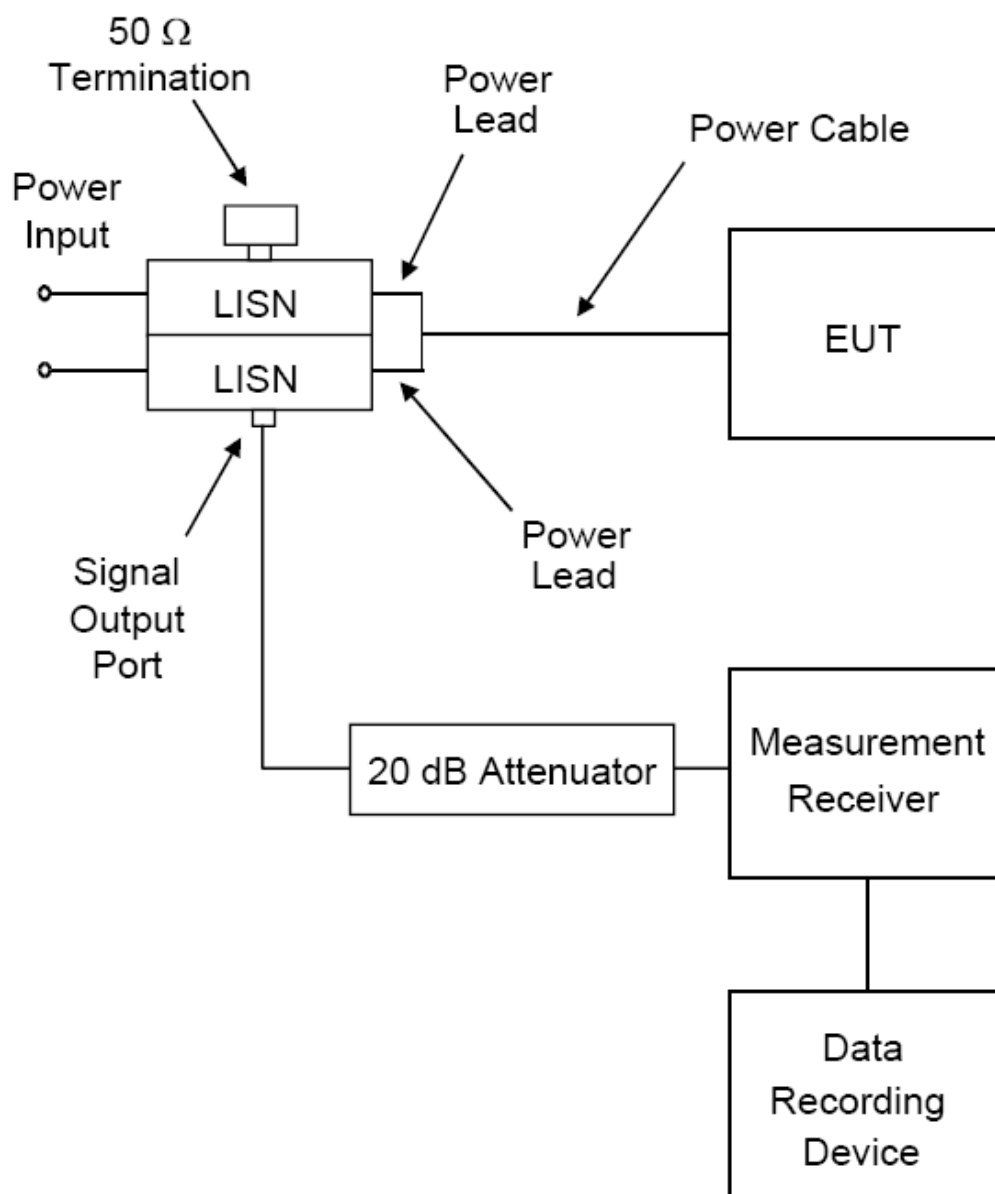 50 Ω
Termination
Power
Lead
Power Cable
Power
Input
LISN
LISN
EUT
Signal
Output
Port
Power
Lead
20 dB Attenuator
Measurement
Receiver
Data
Recording
Device